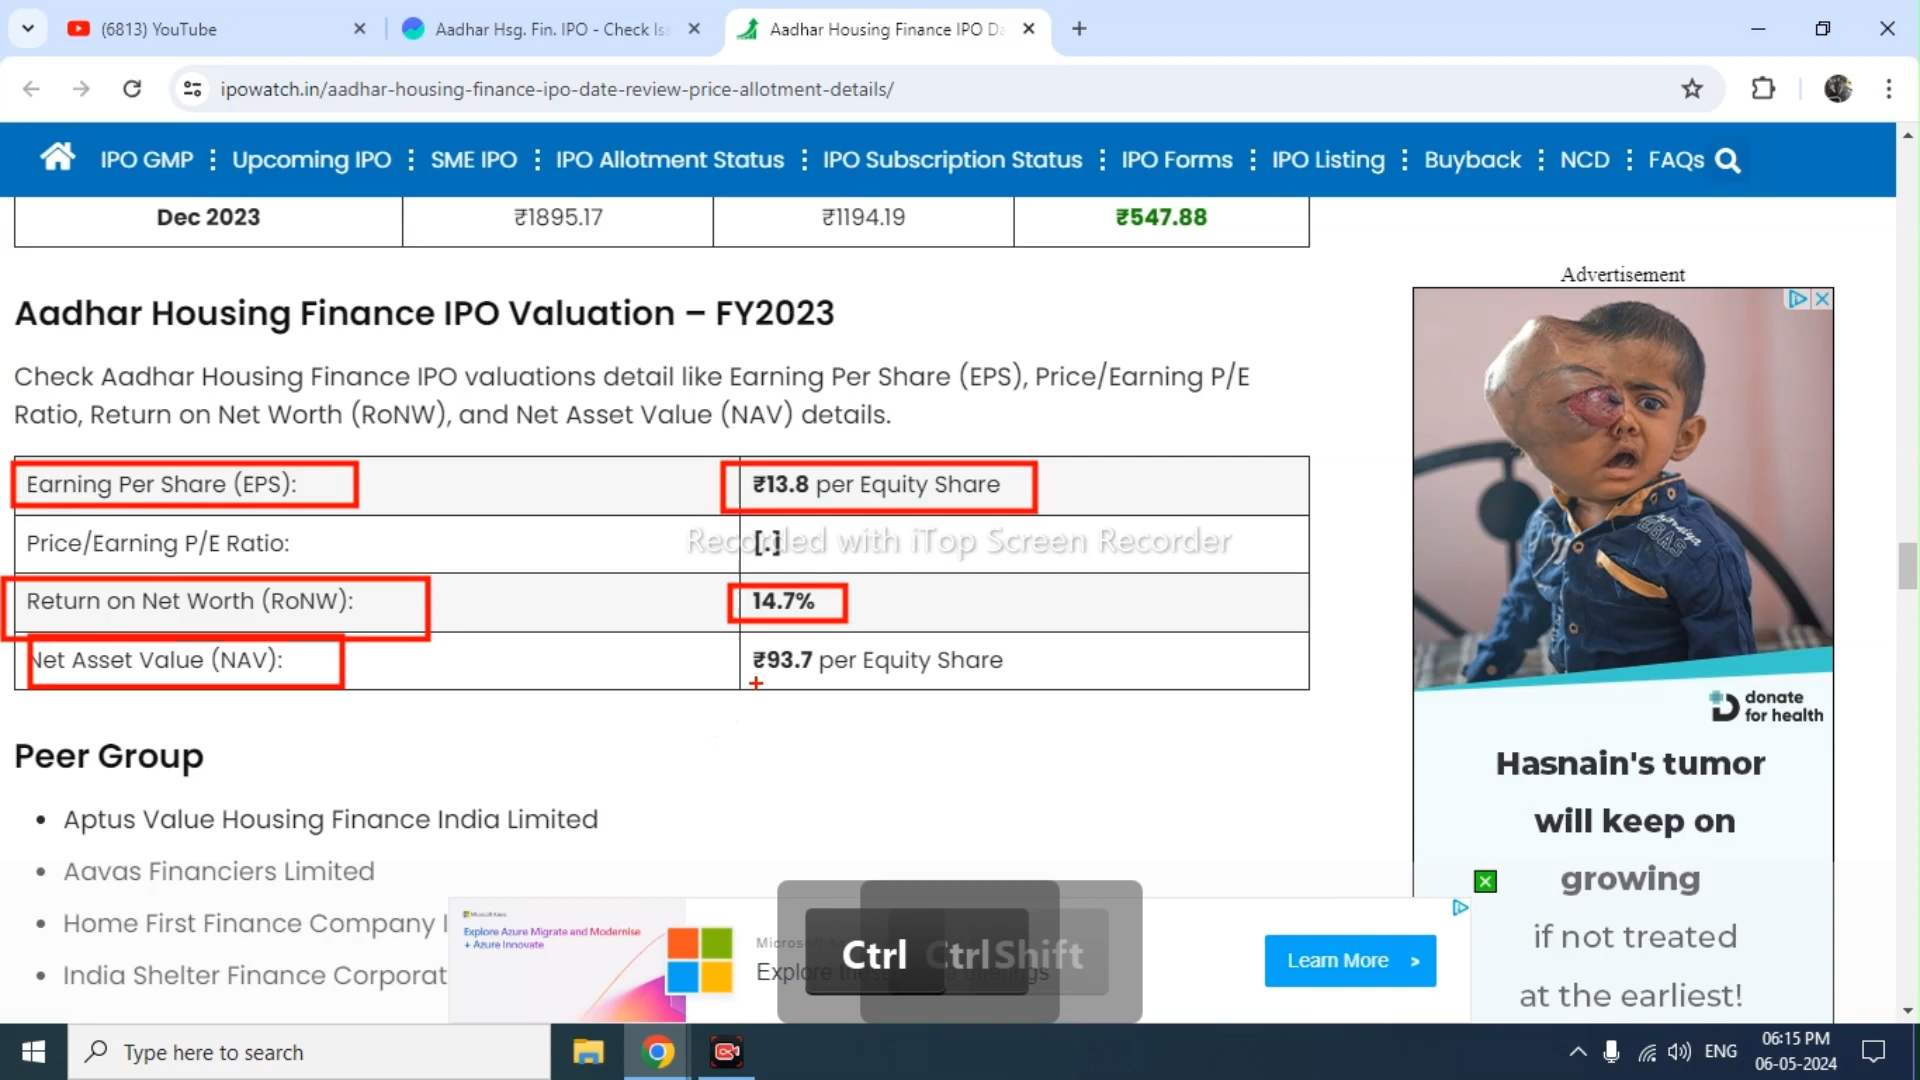 (6813) YouTube
Aadhar Hsg. Fin. IPO - Check Iss
Aadhar Housing Finance IPO Da
ipowatch.in/aadhar-housing-finance-ipo-date-review-price-allotment-details/
IPO GMP
Upcoming IPO
SME IPO
IPO Allotment Status
IPO Subscription Status
IPO Forms
IPO Listing
Buyback
NCD
FAQs
Dec 2023 ₹1895.17 ₹1194.19 ₹547.88
Advertisement
Aadhar Housing Finance IPO Valuation – FY2023
Check Aadhar Housing Finance IPO valuations detail like Earning Per Share (EPS), Price/Earning P/E
Ratio, Return on Net Worth (RoNW), and Net Asset Value (NAV) details.
Earning Per Share (EPS): ₹13.8 per Equity Share
Price/Earning P/E Ratio: [.]
Recorded with iTop Screen Recorder
Return on Net Worth (RoNW): 14.7%
Net Asset Value (NAV): ₹93.7 per Equity Share
Peer Group
• Aptus Value Housing Finance India Limited
• Aavas Financiers Limited
• Home First Finance Company
• India Shelter Finance Corporat
donate
for health
Hasnain's tumor
will keep on
growing
if not treated
at the earliest!
Microsoft Azure
Explore Azure Migrate and Modernise
+ Azure Innovate
Explore
Learn More >
Ctrl CtrlShift
Type here to search
ENG
06:15 PM
06-05-2024